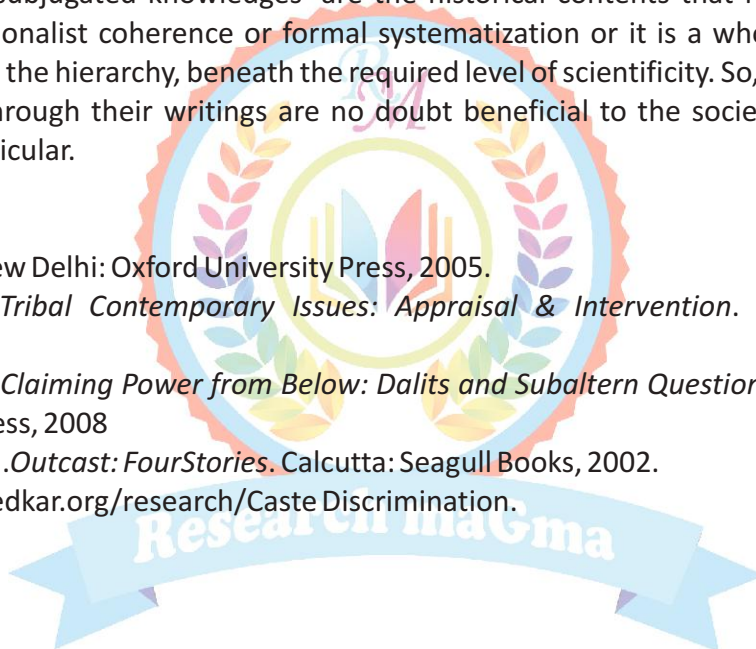 subjugated knowledges' are the historical contents that
onalist coherence or formal systematization or it is a
the hierarchy, beneath the required level of scientificity. So,
hrough their writings are no doubt beneficial to the
icular.
RM
ew Delhi: Oxford University Press, 2005.
Tribal Contemporary Issues: Appraisal & Intervention.
Claiming Power from Below: Dalits and Subaltern Question
ess, 2008
.Outcast: FourStories. Calcutta: Seagull Books, 2002.
edkar.org/research/Caste Discrimination.
Research maGma